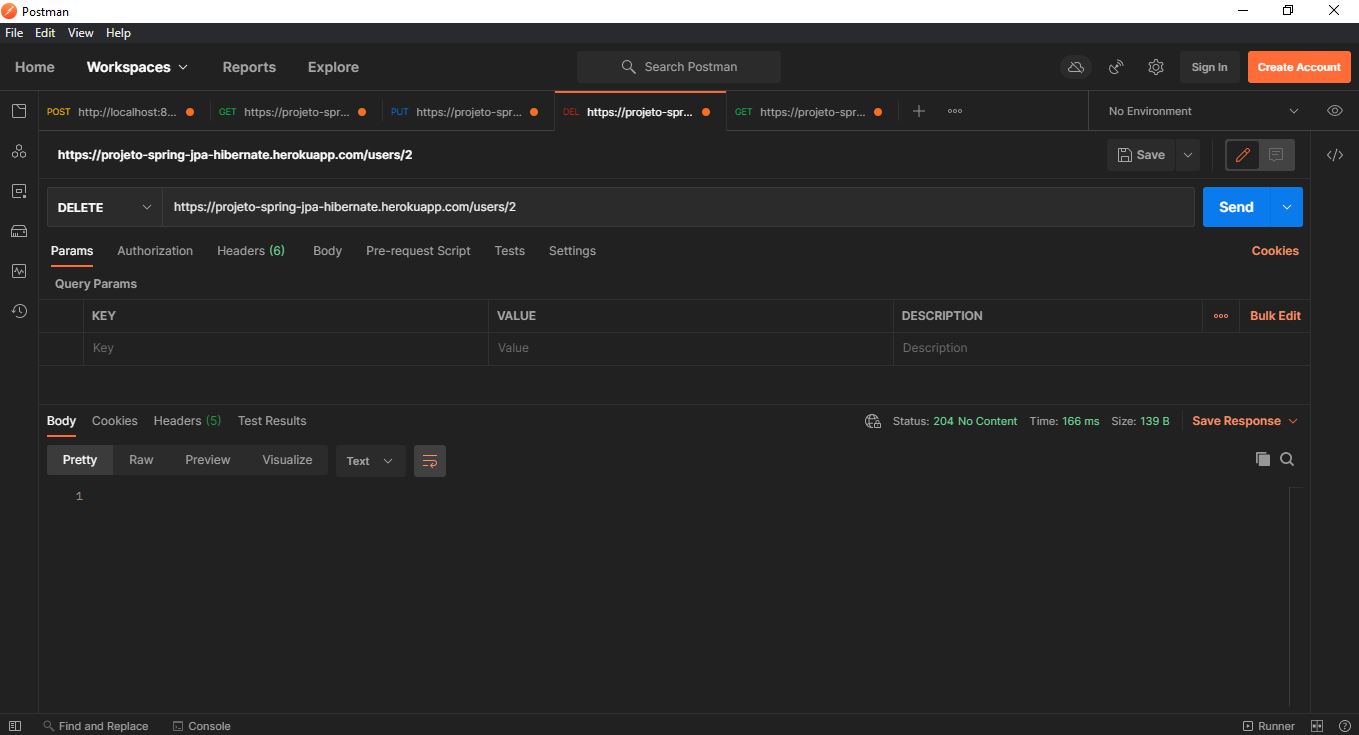 Postman
File Edit View Help
Home Workspaces Reports Explore Search Postman Sign In Create Account
POST http://localhost:8... GET https://projeto-spr... PUT https://projeto-spr... DEL https://projeto-spr... GET https://projeto-spr... No Environment
https://projeto-spring-jpa-hibernate.herokuapp.com/users/2 Save
DELETE https://projeto-spring-jpa-hibernate.herokuapp.com/users/2 Send
Params Authorization Headers (6) Body Pre-request Script Tests Settings Cookies
Query Params
KEY VALUE DESCRIPTION Bulk Edit
Key Value Description
Body Cookies Headers (5) Test Results Status: 204 No Content Time: 166 ms Size: 139 B Save Response
Pretty Raw Preview Visualize Text
1
Find and Replace Console Runner